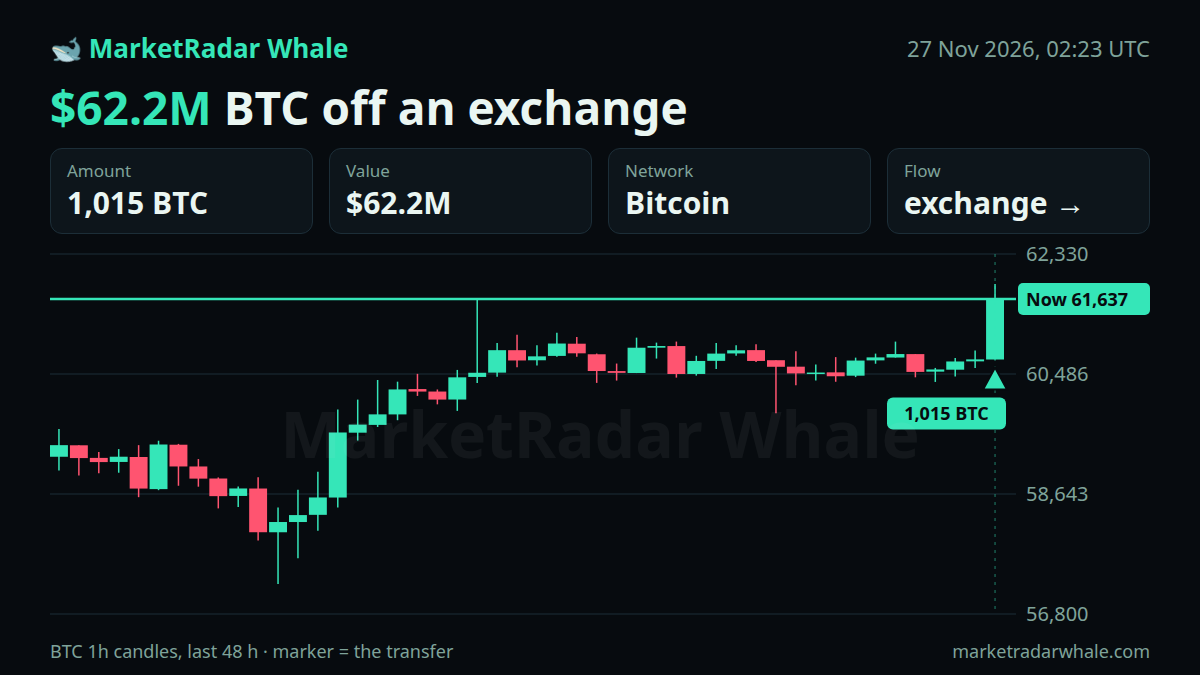 🐋 MarketRadar Whale
27 Nov 2026, 02:23 UTC
$62.2M BTC off an exchange
Amount
1,015 BTC
Value
$62.2M
Network
Bitcoin
Flow
exchange →
62,330
Now 61,637
60,486
1,015 BTC
MarketRadar Whale
58,643
56,800
BTC 1h candles, last 48 h · marker = the transfer
marketradarwhale.com